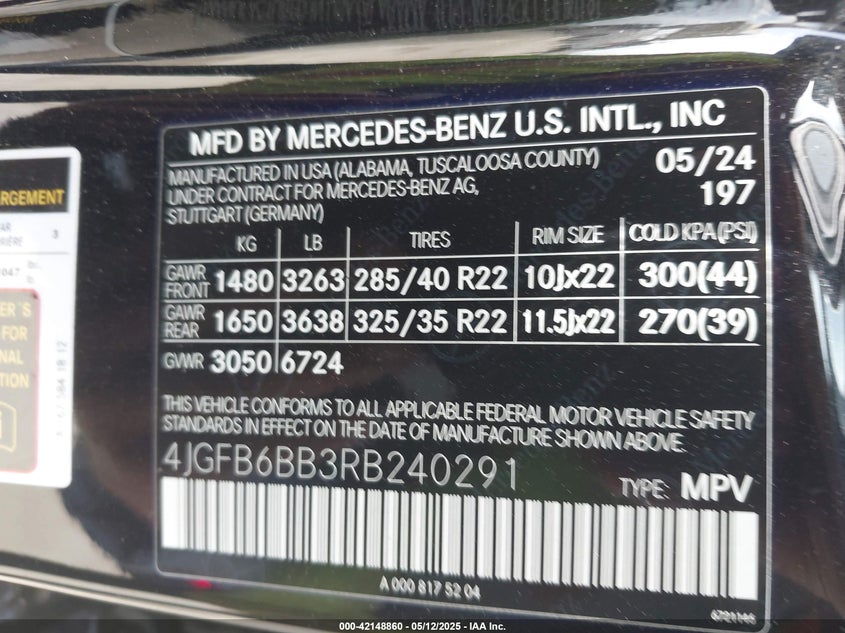 MFD BY MERCEDES-BENZ U.S. INTL., INC
MANUFACTURED IN USA (ALABAMA, TUSCALOOSA COUNTY) 05/24
UNDER CONTRACT FOR MERCEDES-BENZ AG, 197
STUTTGART (GERMANY)
KG LB TIRES RIM SIZE COLD KPA (PSI)
GAWR FRONT 1480 3263 285/40 R22 10Jx22 300(44)
GAWR REAR 1650 3638 325/35 R22 11.5Jx22 270(39)
GVWR 3050 6724
THIS VEHICLE CONFORMS TO ALL APPLICABLE FEDERAL MOTOR VEHICLE SAFETY
STANDARDS IN EFFECT ON THE DATE OF MANUFACTURE SHOWN ABOVE.
4JGFB6BB3RB240291
TYPE: MPV
A 000 817 52 04
6721146
000-42148860 - 05/12/2025 - IAA Inc.